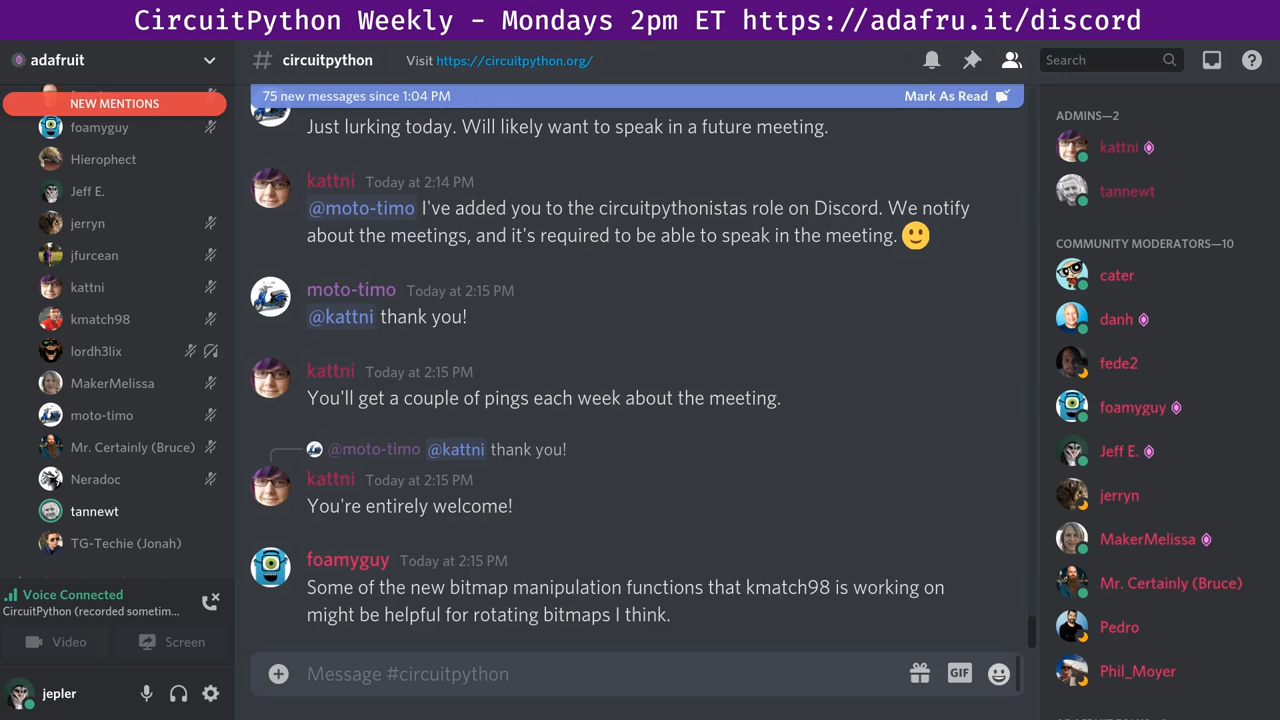 CircuitPython Weekly - Mondays 2pm ET https://adafru.it/discord
adafruit
NEW MENTIONS
foamyguy
Hierophect
Jeff E.
jerryn
jfurcean
kattni
kmatch98
lordh3lix
MakerMelissa
moto-timo
Mr. Certainly (Bruce)
Neradoc
tannewt
TG-Techie (Jonah)
Voice Connected
CircuitPython (recorded sometim...
Video
Screen
jepler
# circuitpython
Visit https://circuitpython.org/
Search
75 new messages since 1:04 PM
Mark As Read
Just lurking today. Will likely want to speak in a future meeting.
kattni Today at 2:14 PM
@moto-timo I've added you to the circuitpythonistas role on Discord. We notify
about the meetings, and it's required to be able to speak in the meeting. 🙂
moto-timo Today at 2:15 PM
@kattni thank you!
kattni Today at 2:15 PM
You'll get a couple of pings each week about the meeting.
@moto-timo @kattni thank you!
kattni Today at 2:15 PM
You're entirely welcome!
foamyguy Today at 2:15 PM
Some of the new bitmap manipulation functions that kmatch98 is working on
might be helpful for rotating bitmaps I think.
Message #circuitpython
GIF
ADMINS—2
kattni
tannewt
COMMUNITY MODERATORS—10
cater
danh
fede2
foamyguy
Jeff E.
jerryn
MakerMelissa
Mr. Certainly (Bruce)
Pedro
Phil_Moyer